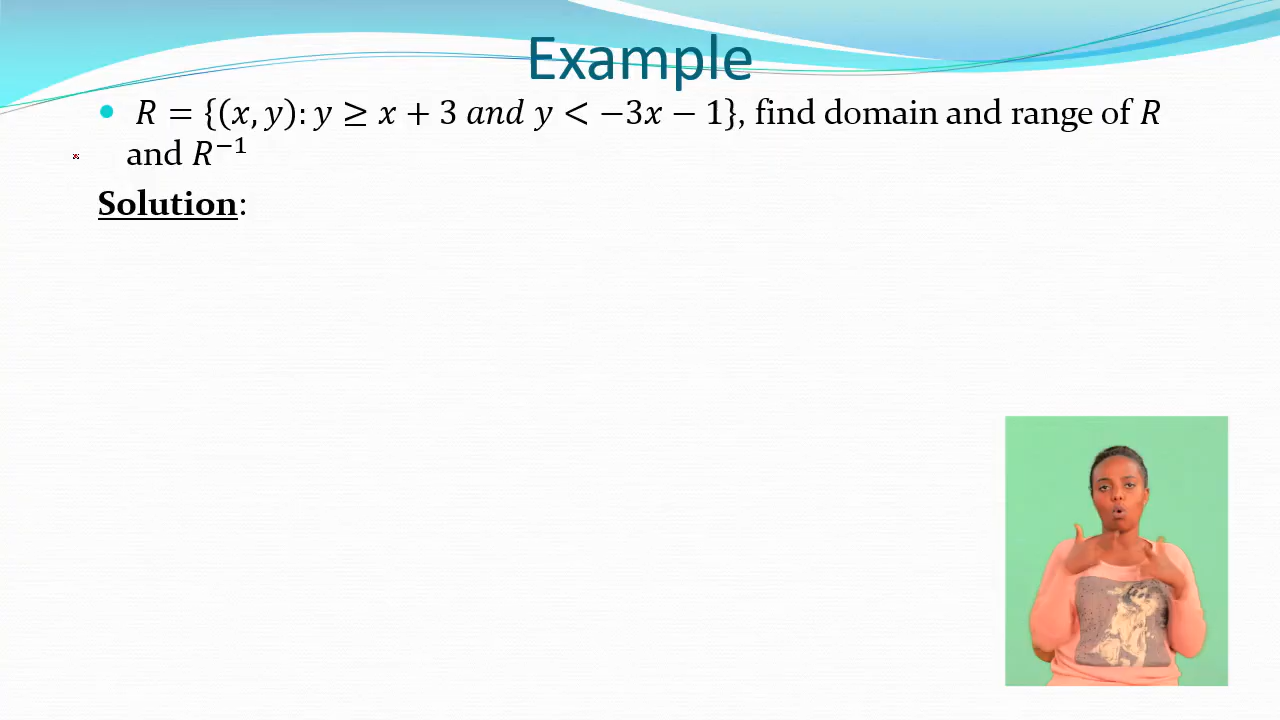 Example
• R = {(x, y): y ≥ x + 3 and y < −3x − 1}, find domain and range of R
and R⁻¹
Solution: